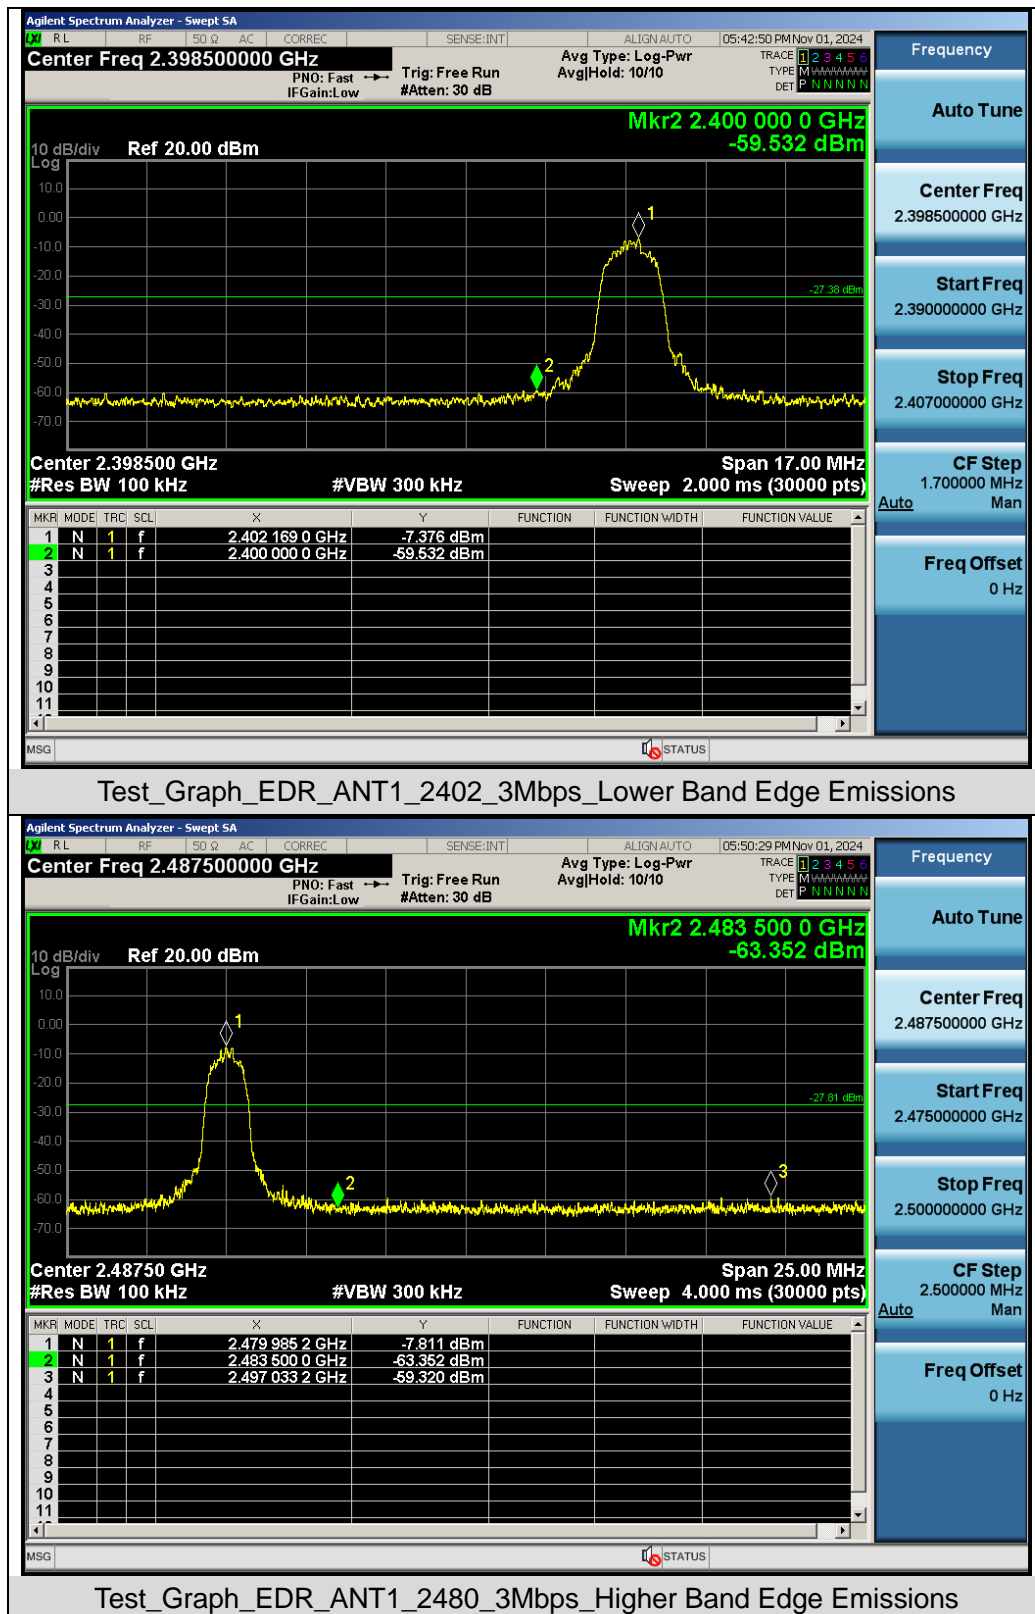 Agilent Spectrum Analyzer - Swept SA
LXI RL RF 50 Ω AC CORREC SENSE:INT ALIGN AUTO 05:42:50 PM Nov 01, 2024
Center Freq 2.398500000 GHz
PNO: Fast
IFGain:Low
Trig: Free Run
#Atten: 30 dB
Avg Type: Log-Pwr
Avg|Hold: 10/10
TRACE 1 2 3 4 5 6
TYPE M
DET P N N N N N
Mkr2 2.400 000 0 GHz
-59.532 dBm
10 dB/div Ref 20.00 dBm
Log
10.0
0.00
-10.0
-20.0
-30.0
-40.0
-50.0
-60.0
-70.0
1
2
-27.38 dBm
Center 2.398500 GHz Span 17.00 MHz
#Res BW 100 kHz #VBW 300 kHz Sweep 2.000 ms (30000 pts)
MKR MODE TRC SCL X Y FUNCTION FUNCTION WIDTH FUNCTION VALUE
1 N 1 f 2.402 169 0 GHz -7.376 dBm
2 N 1 f 2.400 000 0 GHz -59.532 dBm
3
4
5
6
7
8
9
10
11
MSG STATUS
Frequency
Auto Tune
Center Freq
2.398500000 GHz
Start Freq
2.390000000 GHz
Stop Freq
2.407000000 GHz
CF Step
1.700000 MHz
Auto Man
Freq Offset
0 Hz
Test_Graph_EDR_ANT1_2402_3Mbps_Lower Band Edge Emissions
Agilent Spectrum Analyzer - Swept SA
LXI RL RF 50 Ω AC CORREC SENSE:INT ALIGN AUTO 05:50:29 PM Nov 01, 2024
Center Freq 2.487500000 GHz
PNO: Fast
IFGain:Low
Trig: Free Run
#Atten: 30 dB
Avg Type: Log-Pwr
Avg|Hold: 10/10
TRACE 1 2 3 4 5 6
TYPE M
DET P N N N N N
Mkr2 2.483 500 0 GHz
-63.352 dBm
10 dB/div Ref 20.00 dBm
Log
10.0
0.00
-10.0
-20.0
-30.0
-40.0
-50.0
-60.0
-70.0
1
2
3
-27.81 dBm
Center 2.48750 GHz Span 25.00 MHz
#Res BW 100 kHz #VBW 300 kHz Sweep 4.000 ms (30000 pts)
MKR MODE TRC SCL X Y FUNCTION FUNCTION WIDTH FUNCTION VALUE
1 N 1 f 2.479 985 2 GHz -7.811 dBm
2 N 1 f 2.483 500 0 GHz -63.352 dBm
3 N 1 f 2.497 033 2 GHz -59.320 dBm
4
5
6
7
8
9
10
11
MSG STATUS
Frequency
Auto Tune
Center Freq
2.487500000 GHz
Start Freq
2.475000000 GHz
Stop Freq
2.500000000 GHz
CF Step
2.500000 MHz
Auto Man
Freq Offset
0 Hz
Test_Graph_EDR_ANT1_2480_3Mbps_Higher Band Edge Emissions